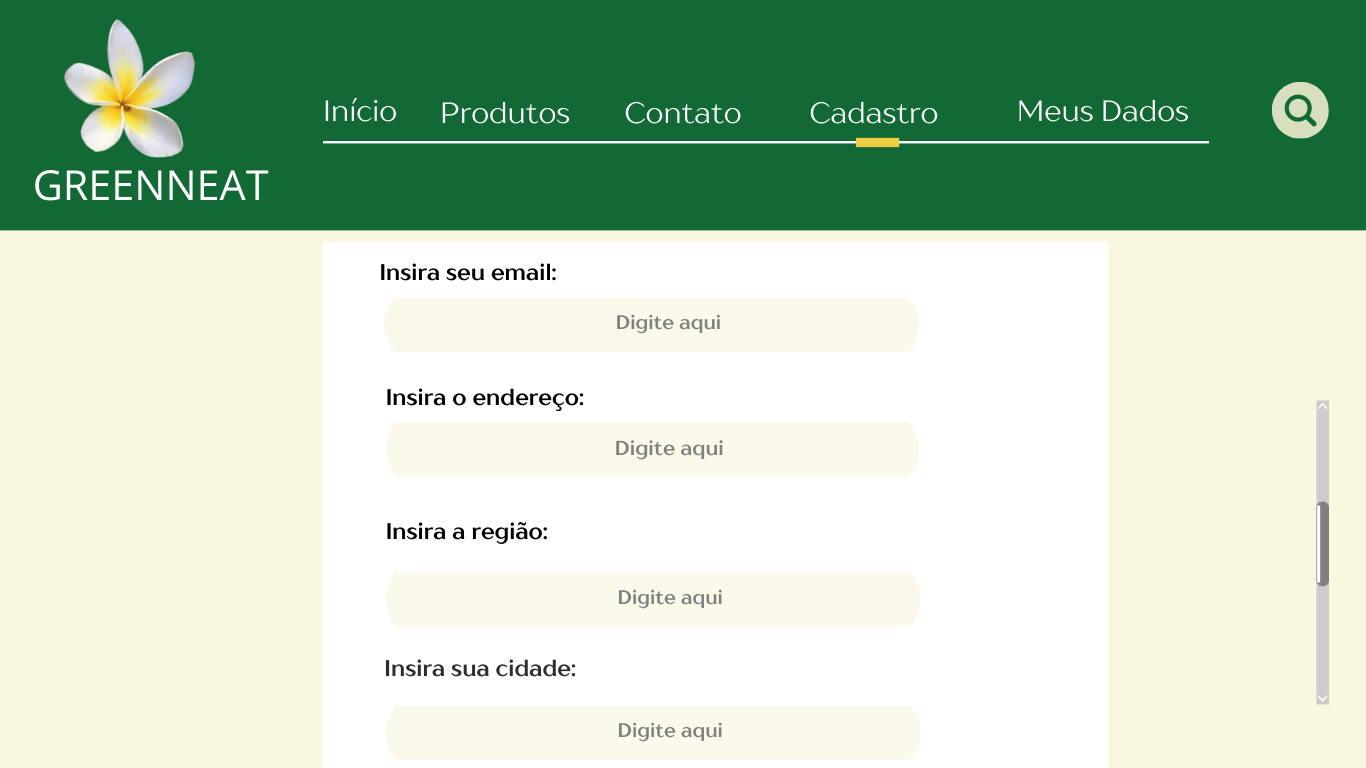 GREENNEAT
Início Produtos Contato Cadastro Meus Dados
Insira seu email:
Digite aqui
Insira o endereço:
Digite aqui
Insira a região:
Digite aqui
Insira sua cidade:
Digite aqui